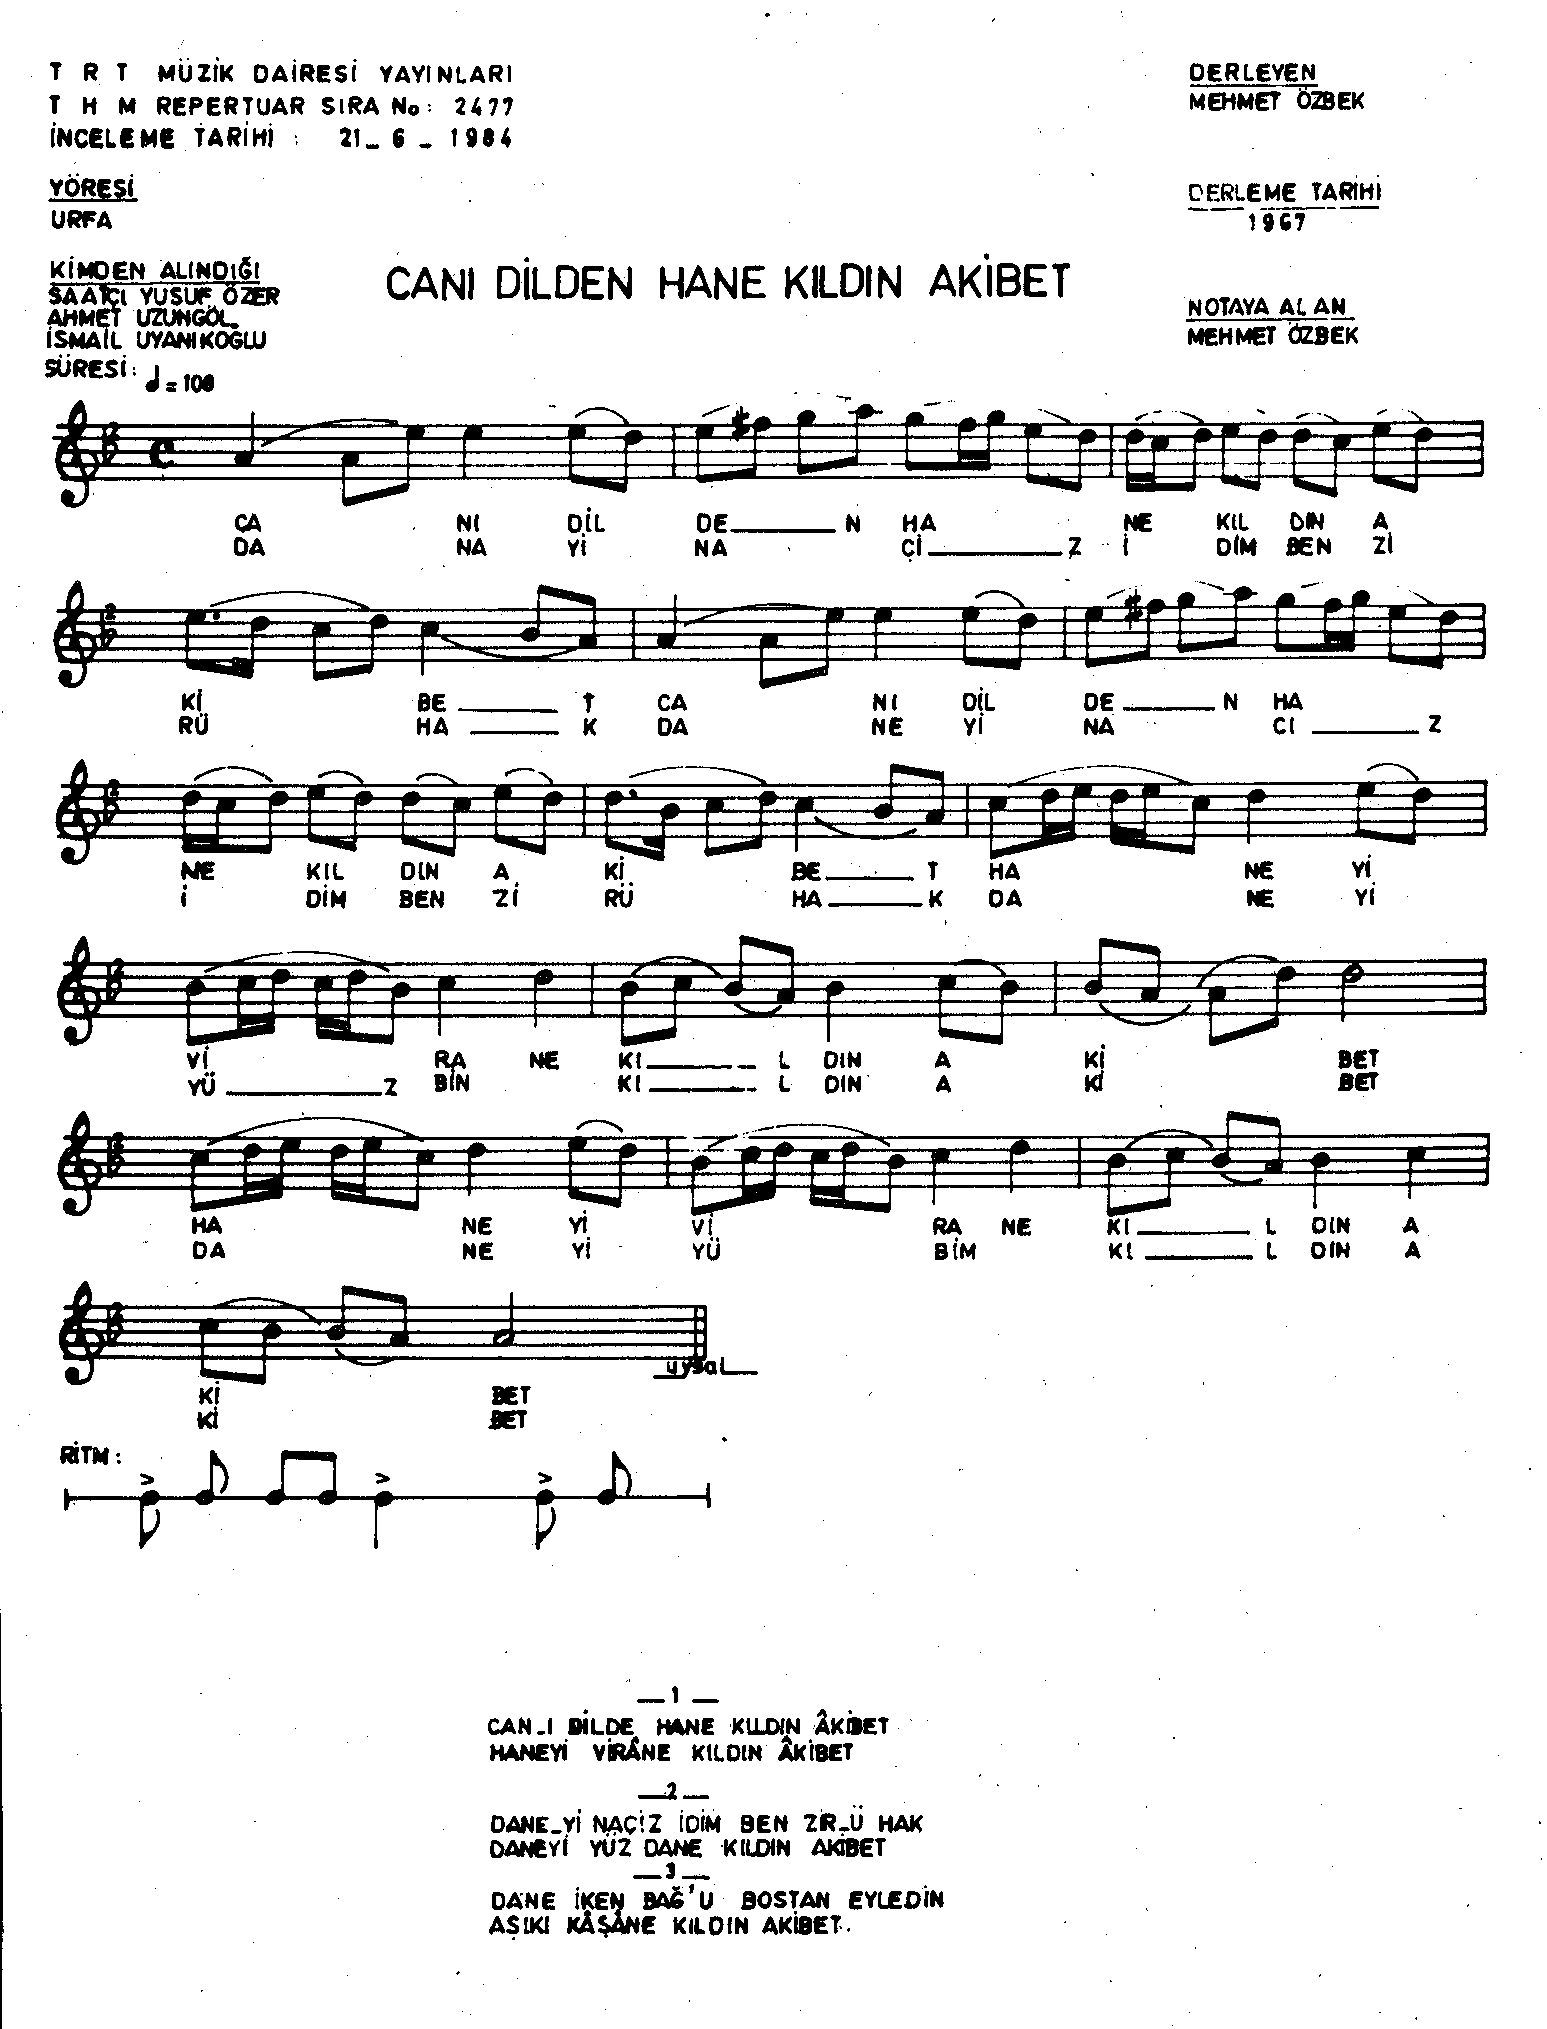 T R T MÜZİK DAİRESİ YAYINLARI
T H M REPERTUAR SIRA No: 2477
İNCELEME TARİHİ : 21_ 6 _ 1984
DERLEYEN
MEHMET ÖZBEK
YÖRESİ
URFA
DERLEME TARİHİ
1967
KİMDEN ALINDIĞI
SAATÇI YUSUF ÖZER
AHMET UZUNGÖL
İSMAİL UYANIKOĞLU
CANI DİLDEN HANE KILDIN AKİBET
NOTAYA ALAN
MEHMET ÖZBEK
SÜRESİ: = 100
CA NI DİL DE___N HA NE KIL DIN A
DA NA Yİ NA Çİ___Z İ DİM BEN Zİ
Kİ BE___T CA NI DİL DE___N HA
RÜ HA___K DA NE Yİ NA Cİ___Z
NE KIL DIN A Kİ BE___T HA NE Yİ
İ DİM BEN Zİ RÜ HA___K DA NE Yİ
Vİ RA NE KI___L DIN A Kİ BET
YÜ___Z BİN KI___L DIN A Kİ BET
HA NE Yİ Vİ RA NE KI___L DIN A
DA NE Yİ YÜ BİM KI___L DIN A
Kİ BET
Kİ BET
uysal
RİTM:
_1_
CAN_I DİLDE HANE KILDIN ÂKİBET
HANEYİ VİRÂNE KILDIN ÂKİBET
_2_
DANE_Yİ NAÇİZ İDİM BEN ZİR_Ü HAK
DANEYİ YÜZ DANE KILDIN AKİBET
_3_
DANE İKEN BAĞ'U BOSTAN EYLEDİN
AŞIKI KÂŞÂNE KILDIN AKİBET.